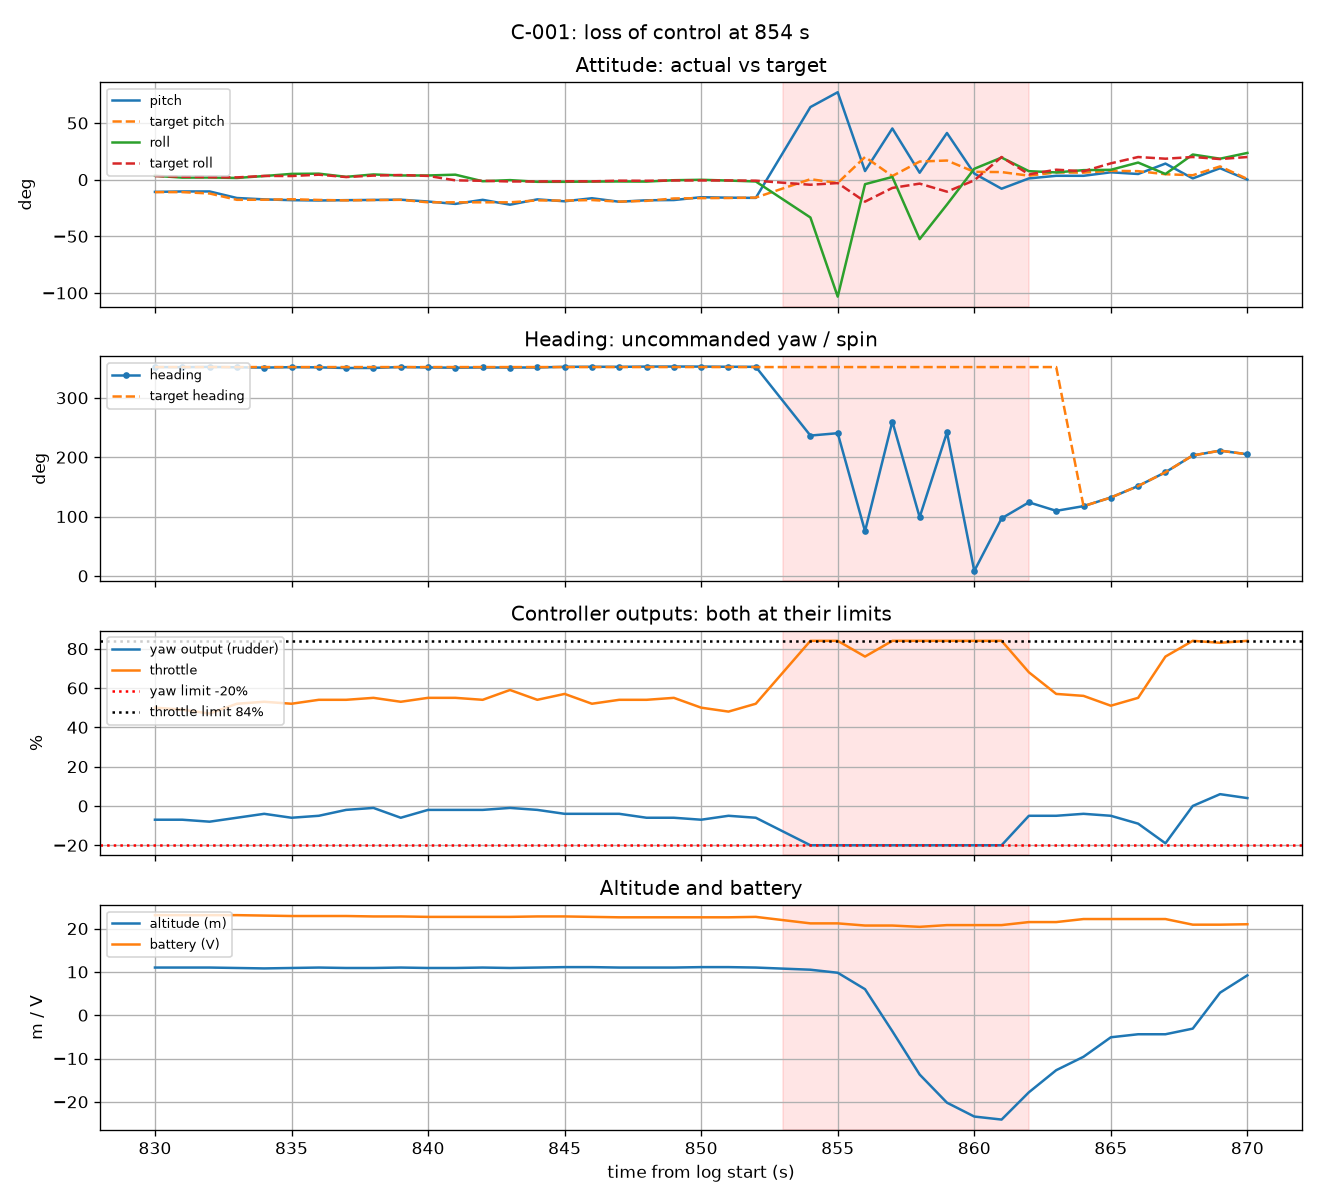 C-001: loss of control at 854 s
Attitude: actual vs target
pitch
target pitch
roll
target roll
deg
50
0
−50
−100
Heading: uncommanded yaw / spin
heading
target heading
deg
300
200
100
0
Controller outputs: both at their limits
yaw output (rudder)
throttle
yaw limit -20%
throttle limit 84%
%
80
60
40
20
0
−20
Altitude and battery
altitude (m)
battery (V)
m / V
20
10
0
−10
−20
830 835 840 845 850 855 860 865 870
time from log start (s)